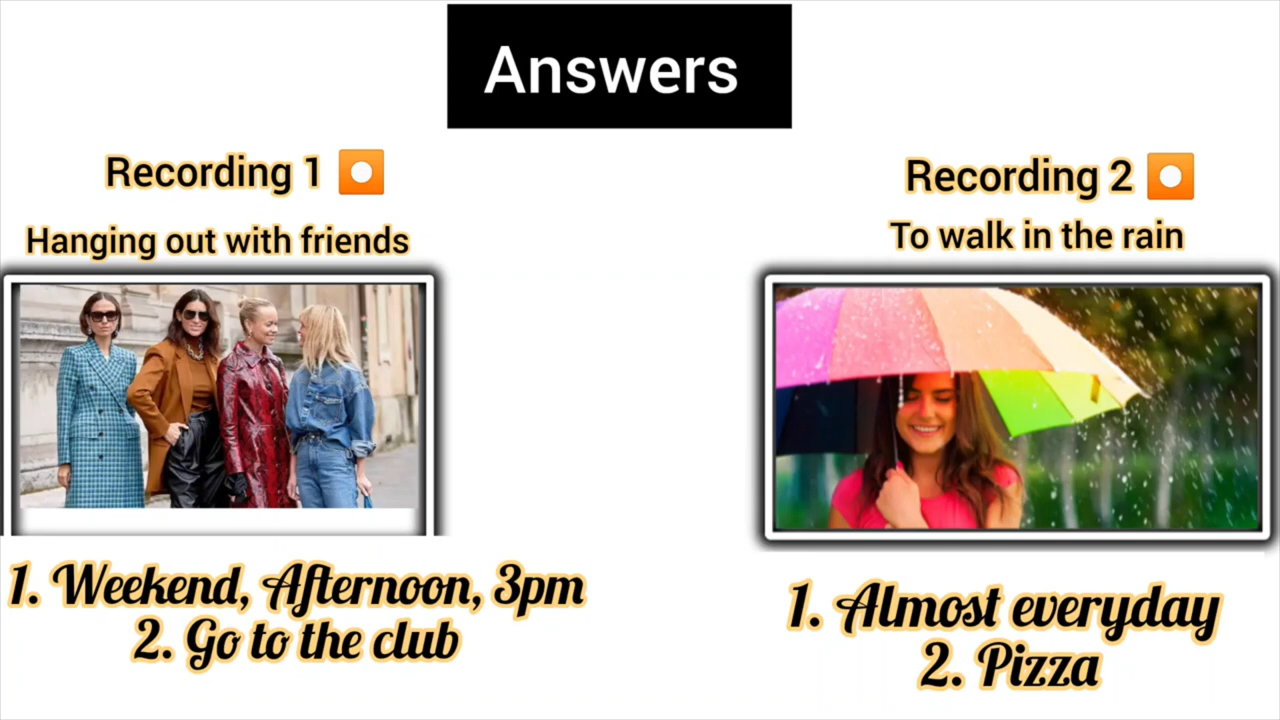 Answers
Recording 1
Hanging out with friends
1. Weekend, Afternoon, 3pm
2. Go to the club
Recording 2
To walk in the rain
1. Almost everyday
2. Pizza